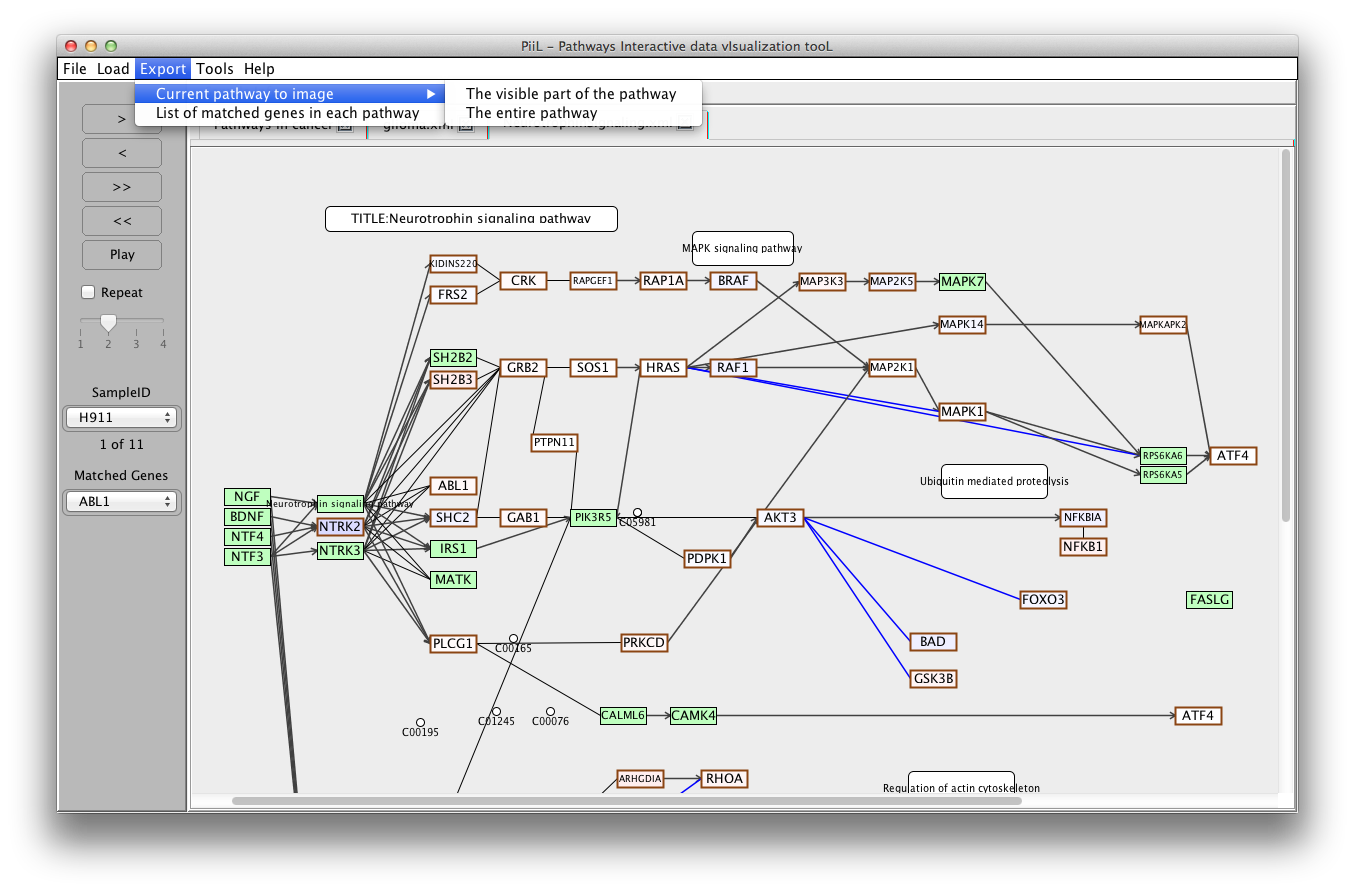 PiiL - Pathways Interactive data vIsualization tooL
File Load Export Tools Help
Current pathway to image
The visible part of the pathway
List of matched genes in each pathway
The entire pathway
Pathways in cancer
glioma.xml
>
<
>>
<<
Play
Repeat
1 2 3 4
SampleID
H911
1 of 11
Matched Genes
ABL1
TITLE:Neurotrophin signaling pathway
MAPK signaling pathway
KIDINS220
CRK
RAPGEF1
RAP1A
BRAF
MAP3K3
MAP2K5
MAPK7
FRS2
MAPK14
MAPKAPK2
SH2B2
SH2B3
GRB2
SOS1
HRAS
RAF1
MAP2K1
MAPK1
PTPN11
RPS6KA6
ATF4
RPS6KA5
Ubiquitin mediated proteolysis
ABL1
NGF
Neurotrophin signaling pathway
BDNF
NTRK2
SHC2
GAB1
PIK3R5
C05981
AKT3
NFKBIA
NTF4
NTF3
NTRK3
IRS1
PDPK1
NFKB1
MATK
FOXO3
FASLG
PLCG1
C00165
PRKCD
BAD
GSK3B
C00195
C01245
C00076
CALML6
CAMK4
ATF4
ARHGDIA
RHOA
Regulation of actin cytoskeleton